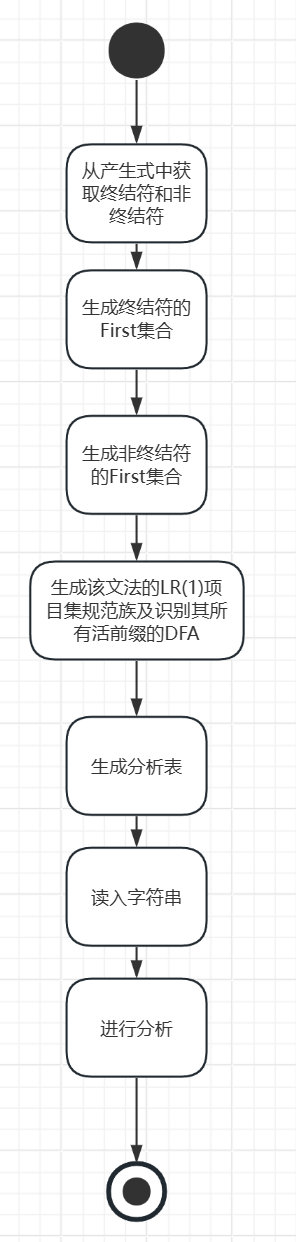 从产生式中获
取终结符和非
终结符
生成终结符的
First集合
生成非终结符
的First集合
生成该文法的LR(1)项
目集规范族及识别其所
有活前缀的DFA
生成分析表
读入字符串
进行分析